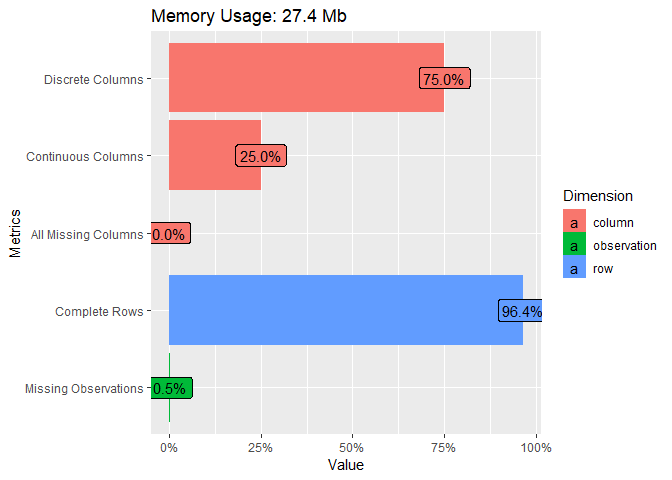 Memory Usage: 27.4 Mb
Discrete Columns
75.0%
Continuous Columns
25.0%
All Missing Columns
0.0%
Complete Rows
96.4%
Missing Observations
0.5%
0%
25%
50%
75%
100%
Value
Metrics
Dimension
a column
a observation
a row